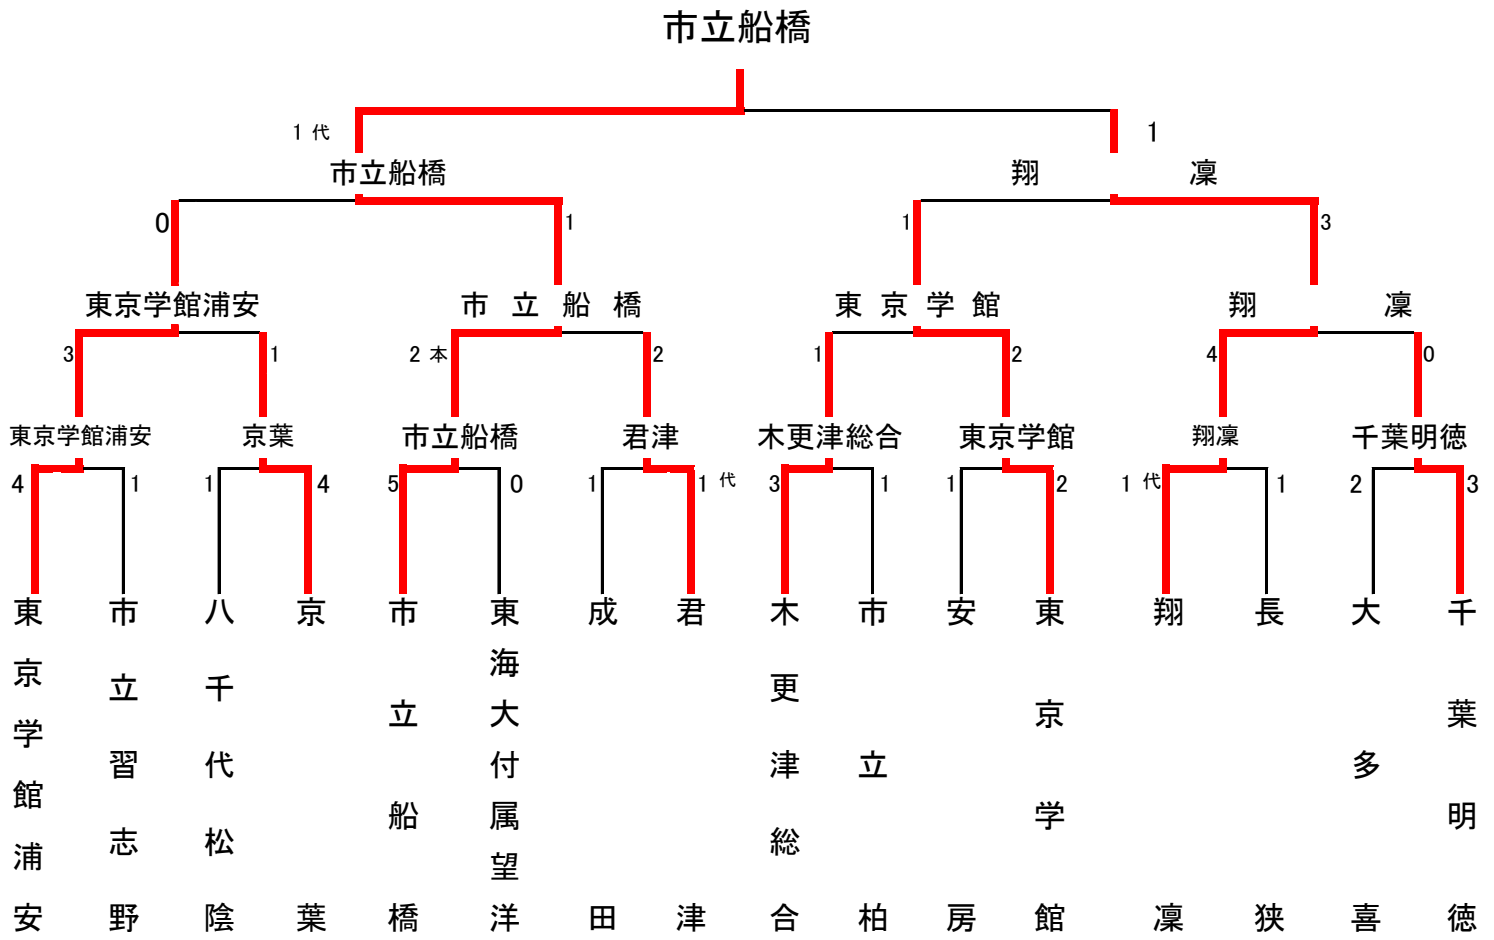 市立船橋
1 代
1
市立船橋
翔 凜
0
1
1
3
東京学館浦安
市 立 船 橋
東 京 学 館
翔 凜
3
1
2 本
2
1
2
4
0
東京学館浦安
京葉
市立船橋
君津
木更津総合
東京学館
翔凜
千葉明徳
4
1
1
4
5
0
1
1 代
3
1
1
2
1 代
1
2
3
東京学館浦安
市立習志野
八千代松陰
京葉
市立船橋
東海大付属望洋
成田
君津
木更津総合
市立柏
安房
東京学館
翔凜
長狭
大多喜
千葉明徳